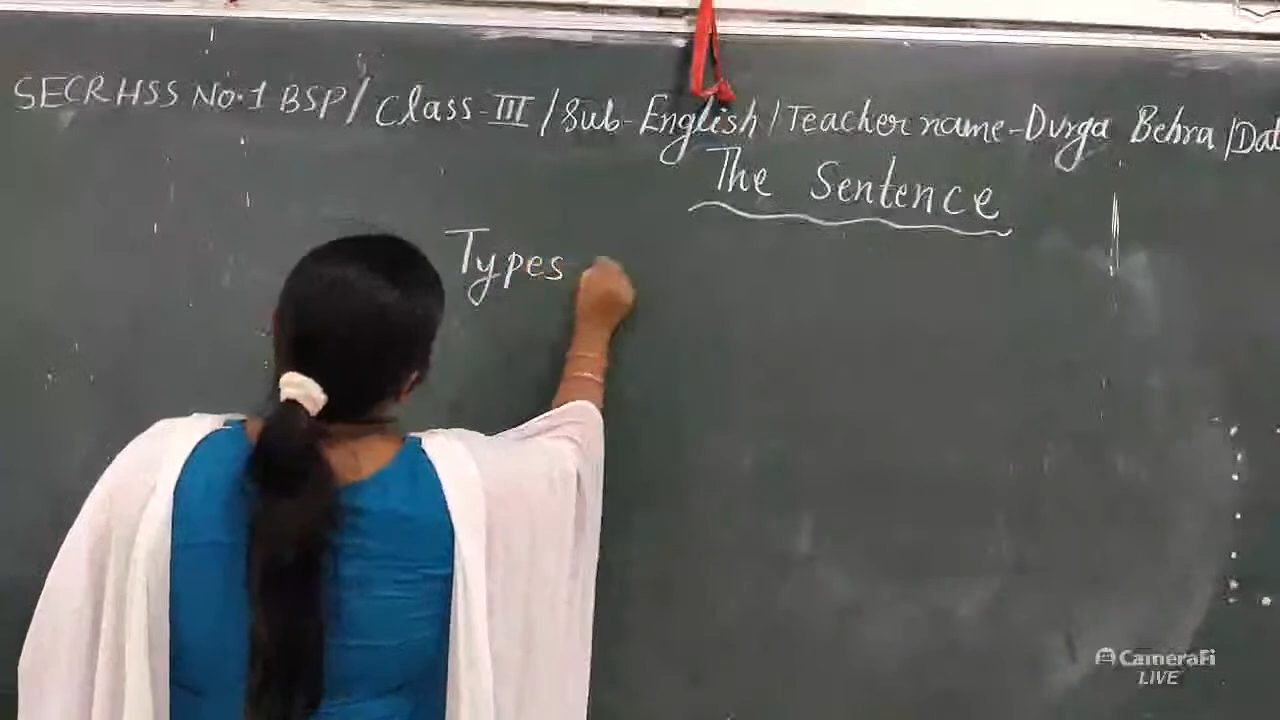 SECR HSS No.1 BSP/Class-III/Sub-English/Teacher name-Durga Behra/Dat
The Sentence
Types
CameraFi
LIVE